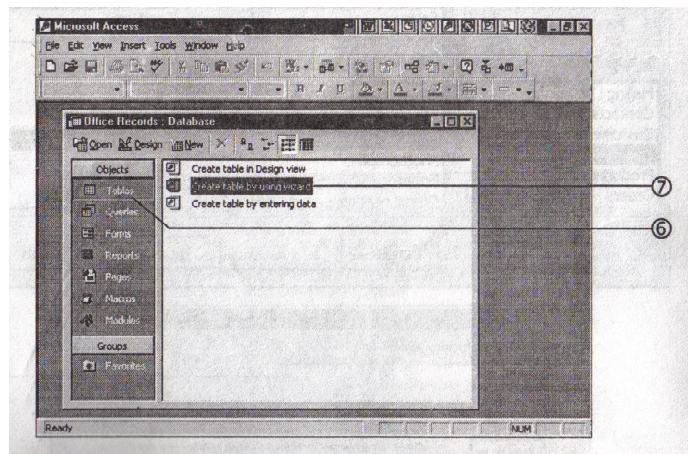 Microsoft Access
File Edit View Insert Tools Window Help
B I U
Office Records : Database
Open Design New
Objects
Create table in Design view
Tables
Create table by using wizard
⑦
Queries
Create table by entering data
⑥
Forms
Reports
Pages
Macros
Modules
Groups
Favorites
Ready
NUM